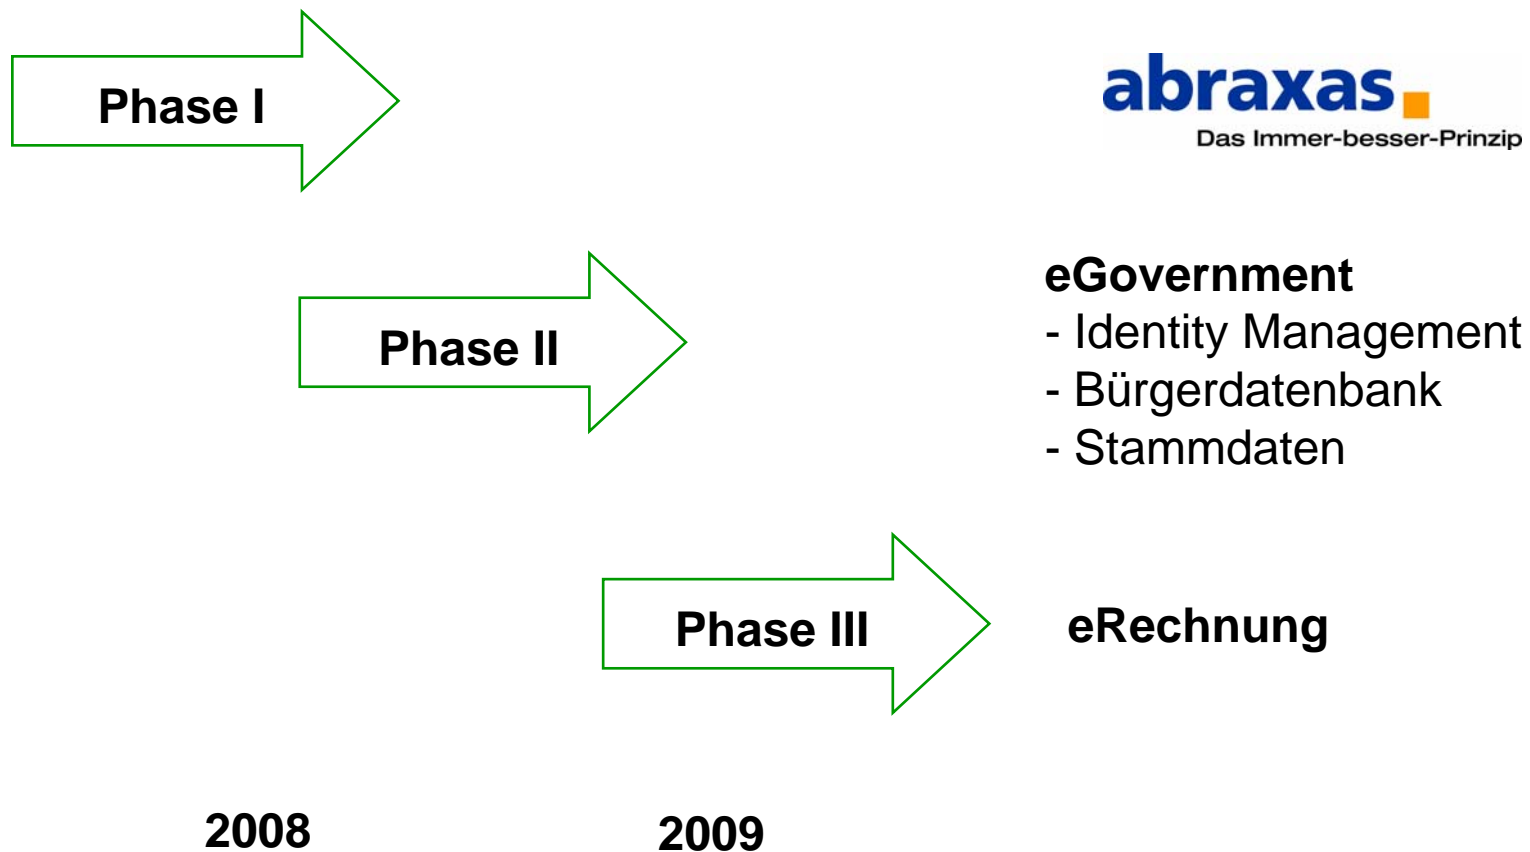 Phase I
abraxas
Das Immer-besser-Prinzip
Phase II
eGovernment
- Identity Management
- Bürgerdatenbank
- Stammdaten
Phase III
eRechnung
2008
2009